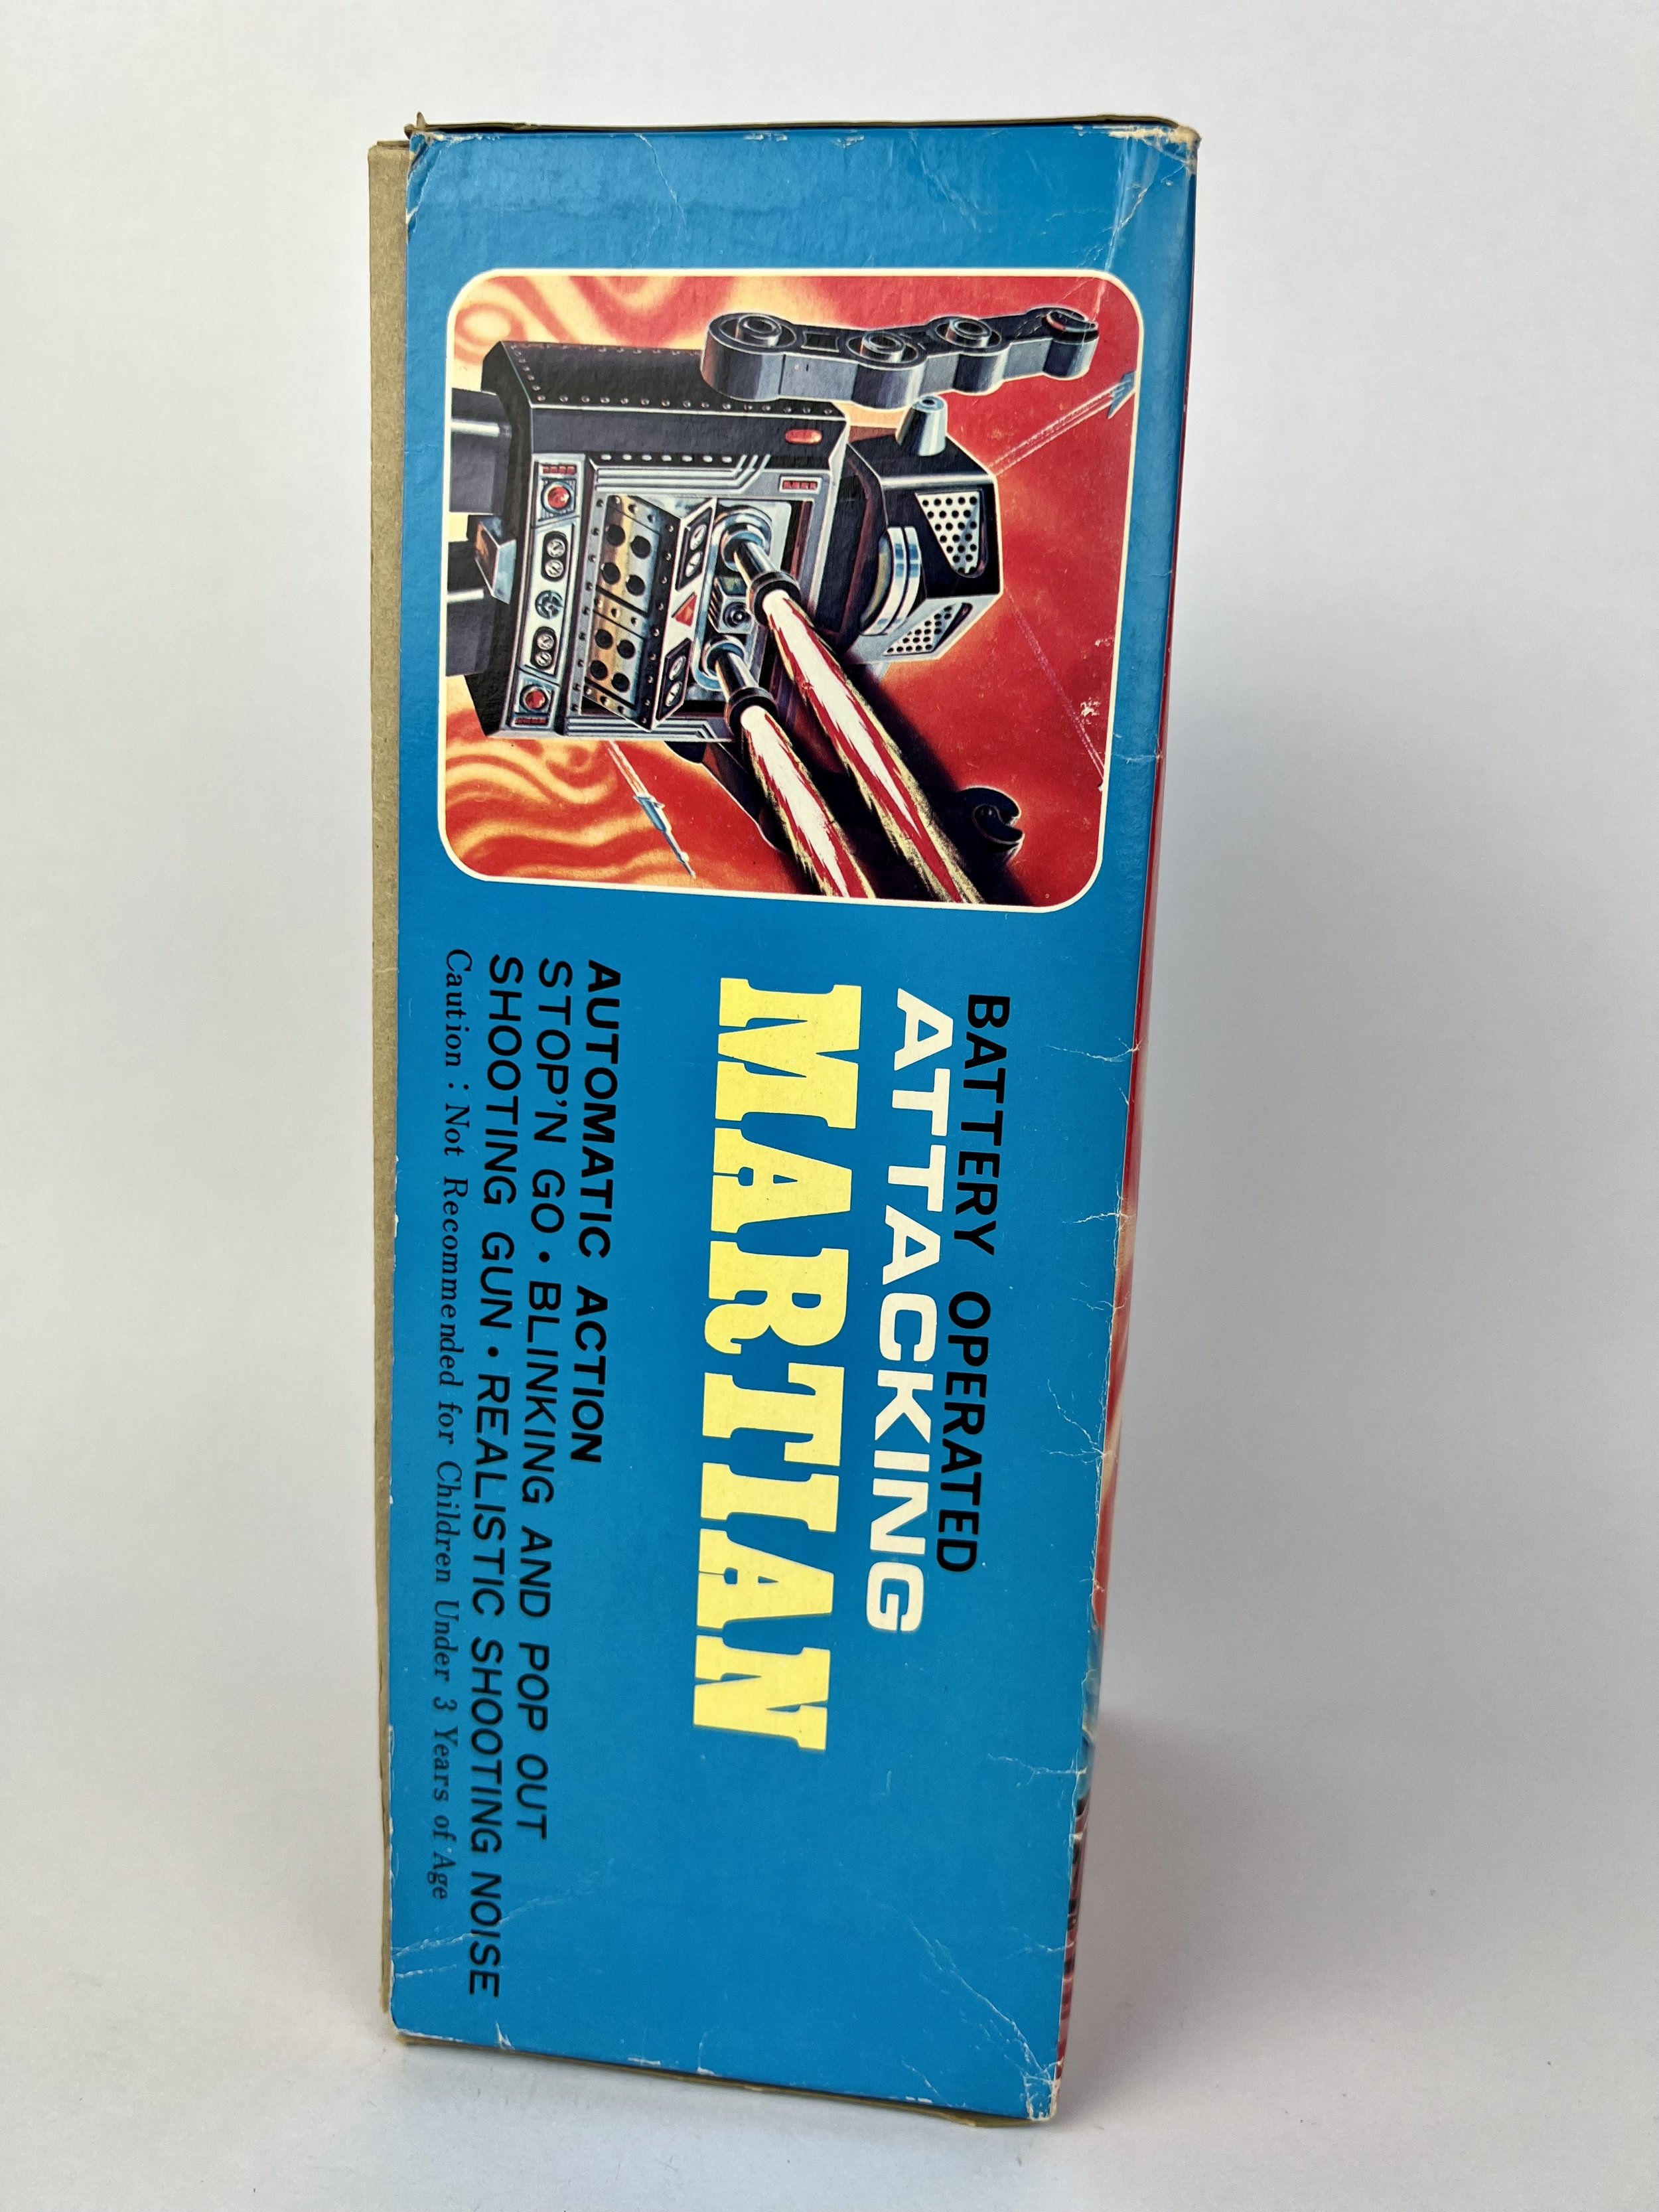 BATTERY OPERATED
ATTACKING
MARTIAN
AUTOMATIC ACTION
STOP'N GO • BLINKING AND POP OUT
SHOOTING GUN • REALISTIC SHOOTING NOISE
Caution : Not Recommended for Children Under 3 Years of Age